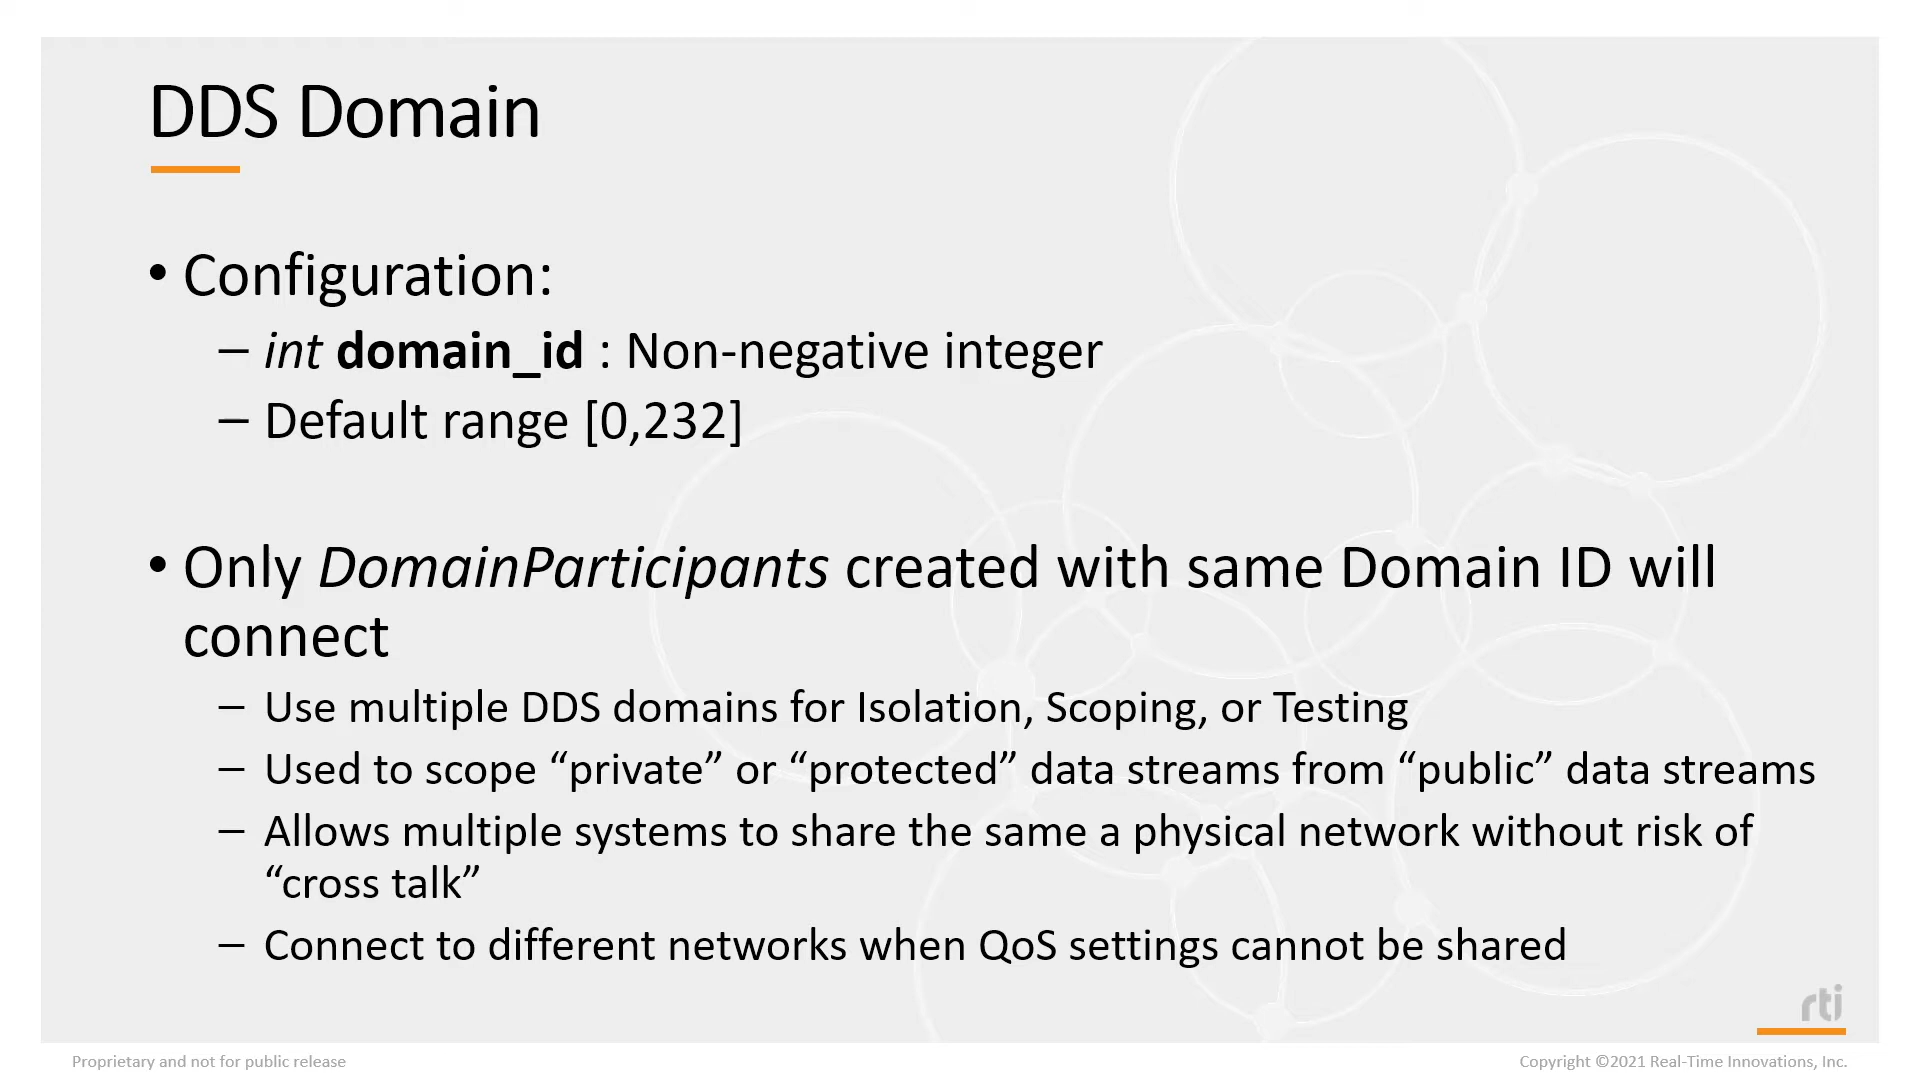 DDS Domain
• Configuration:
– int domain_id : Non-negative integer
– Default range [0,232]
• Only DomainParticipants created with same Domain ID will
connect
– Use multiple DDS domains for Isolation, Scoping, or Testing
– Used to scope “private” or “protected” data streams from “public” data streams
– Allows multiple systems to share the same a physical network without risk of
“cross talk”
– Connect to different networks when QoS settings cannot be shared
rti
Proprietary and not for public release
Copyright ©2021 Real-Time Innovations, Inc.